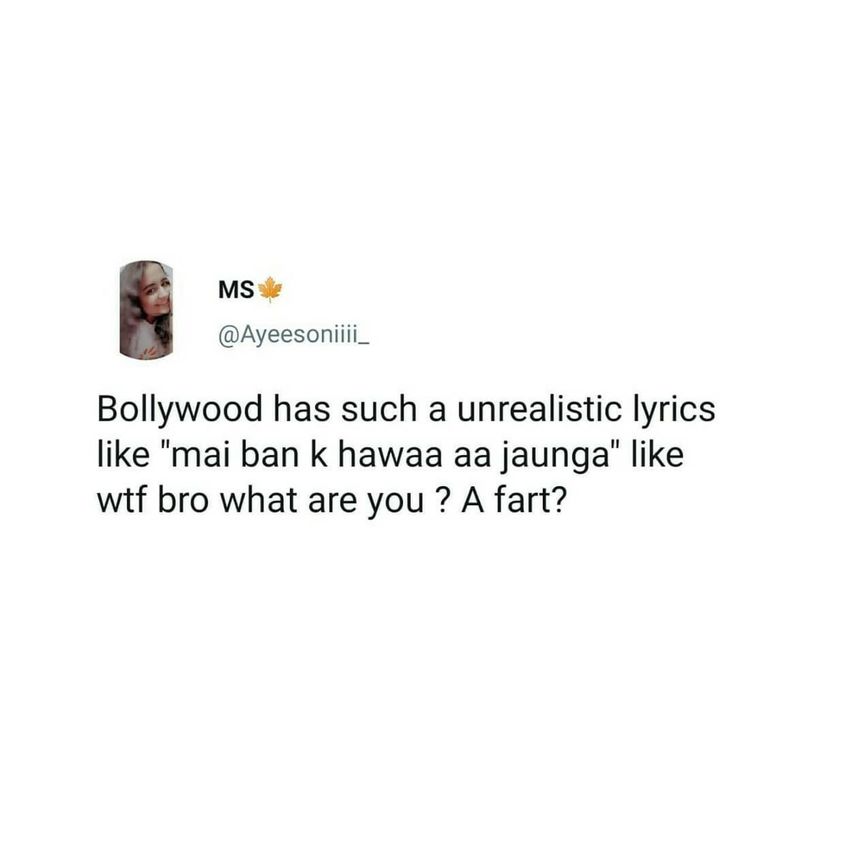 MS🍁
@Ayeesoniiii_
Bollywood has such a unrealistic lyrics
like "mai ban k hawaa aa jaunga" like
wtf bro what are you ? A fart?